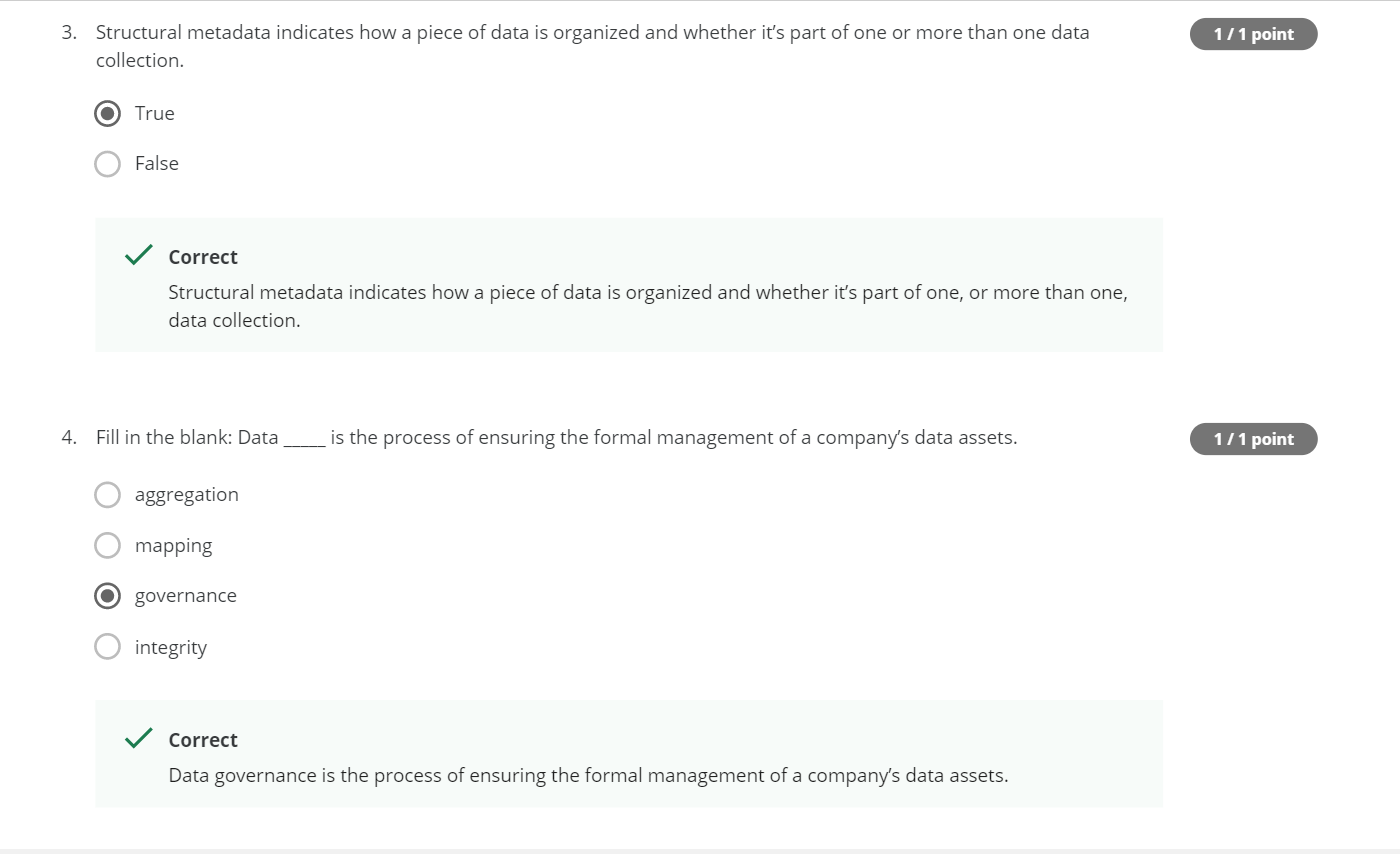 3. Structural metadata indicates how a piece of data is organized and whether it's part of one or more than one data
collection.
1 / 1 point
True
False
Correct
Structural metadata indicates how a piece of data is organized and whether it's part of one, or more than one,
data collection.
4. Fill in the blank: Data _____ is the process of ensuring the formal management of a company's data assets.
1 / 1 point
aggregation
mapping
governance
integrity
Correct
Data governance is the process of ensuring the formal management of a company's data assets.